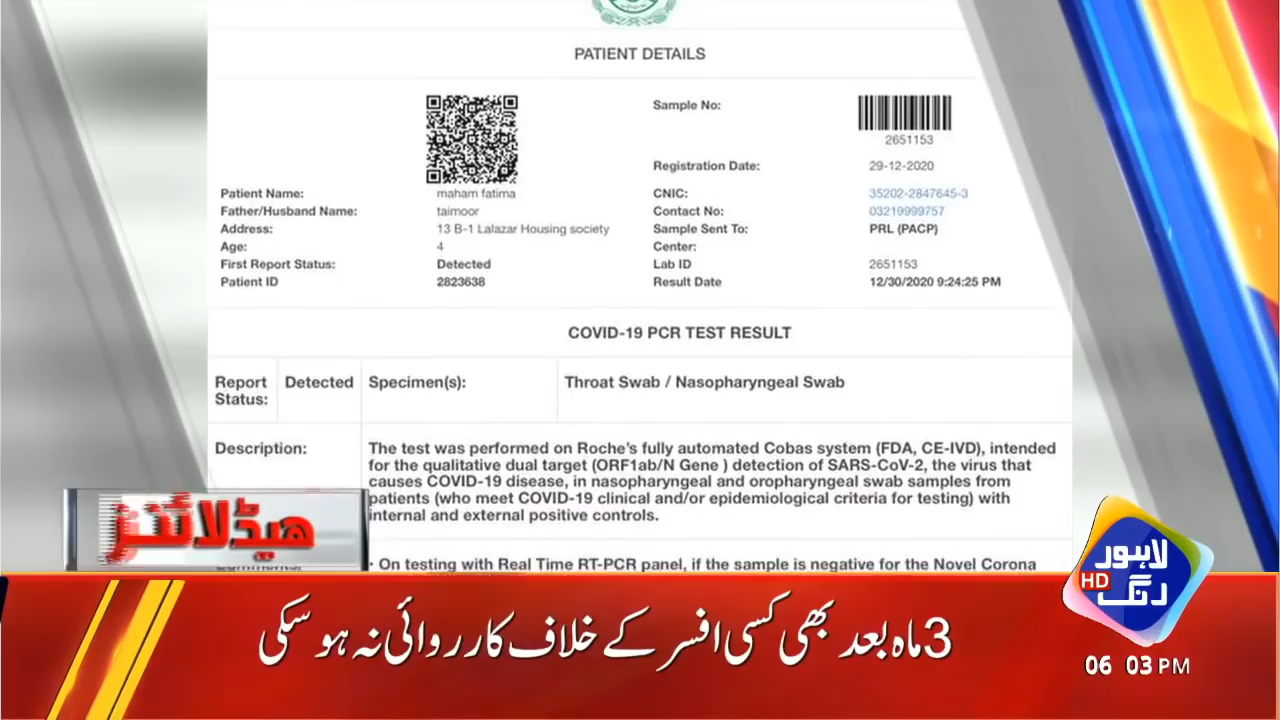 PATIENT DETAILS
Sample No:
2651153
Registration Date: 29-12-2020
Patient Name: maham fatima CNIC: 35202-2847645-3
Father/Husband Name: taimoor Contact No: 03219999757
Address: 13 B-1 Lalazar Housing society Sample Sent To: PRL (PACP)
Age: 4 Center:
First Report Status: Detected Lab ID 2651153
Patient ID 2823638 Result Date 12/30/2020 9:24:25 PM
COVID-19 PCR TEST RESULT
Report Status: Detected Specimen(s): Throat Swab / Nasopharyngeal Swab
Description: The test was performed on Roche's fully automated Cobas system (FDA, CE-IVD), intended
for the qualitative dual target (ORF1ab/N Gene ) detection of SARS-CoV-2, the virus that
causes COVID-19 disease, in nasopharyngeal and oropharyngeal swab samples from
patients (who meet COVID-19 clinical and/or epidemiological criteria for testing) with
internal and external positive controls.
· On testing with Real Time RT-PCR panel, if the sample is negative for the Novel Corona
ہیڈلائنز
لاہور
HD رنگ
3 ماہ بعد بھی کسی افسر کے خلاف کارروائی نہ ہو سکی
06 03 PM